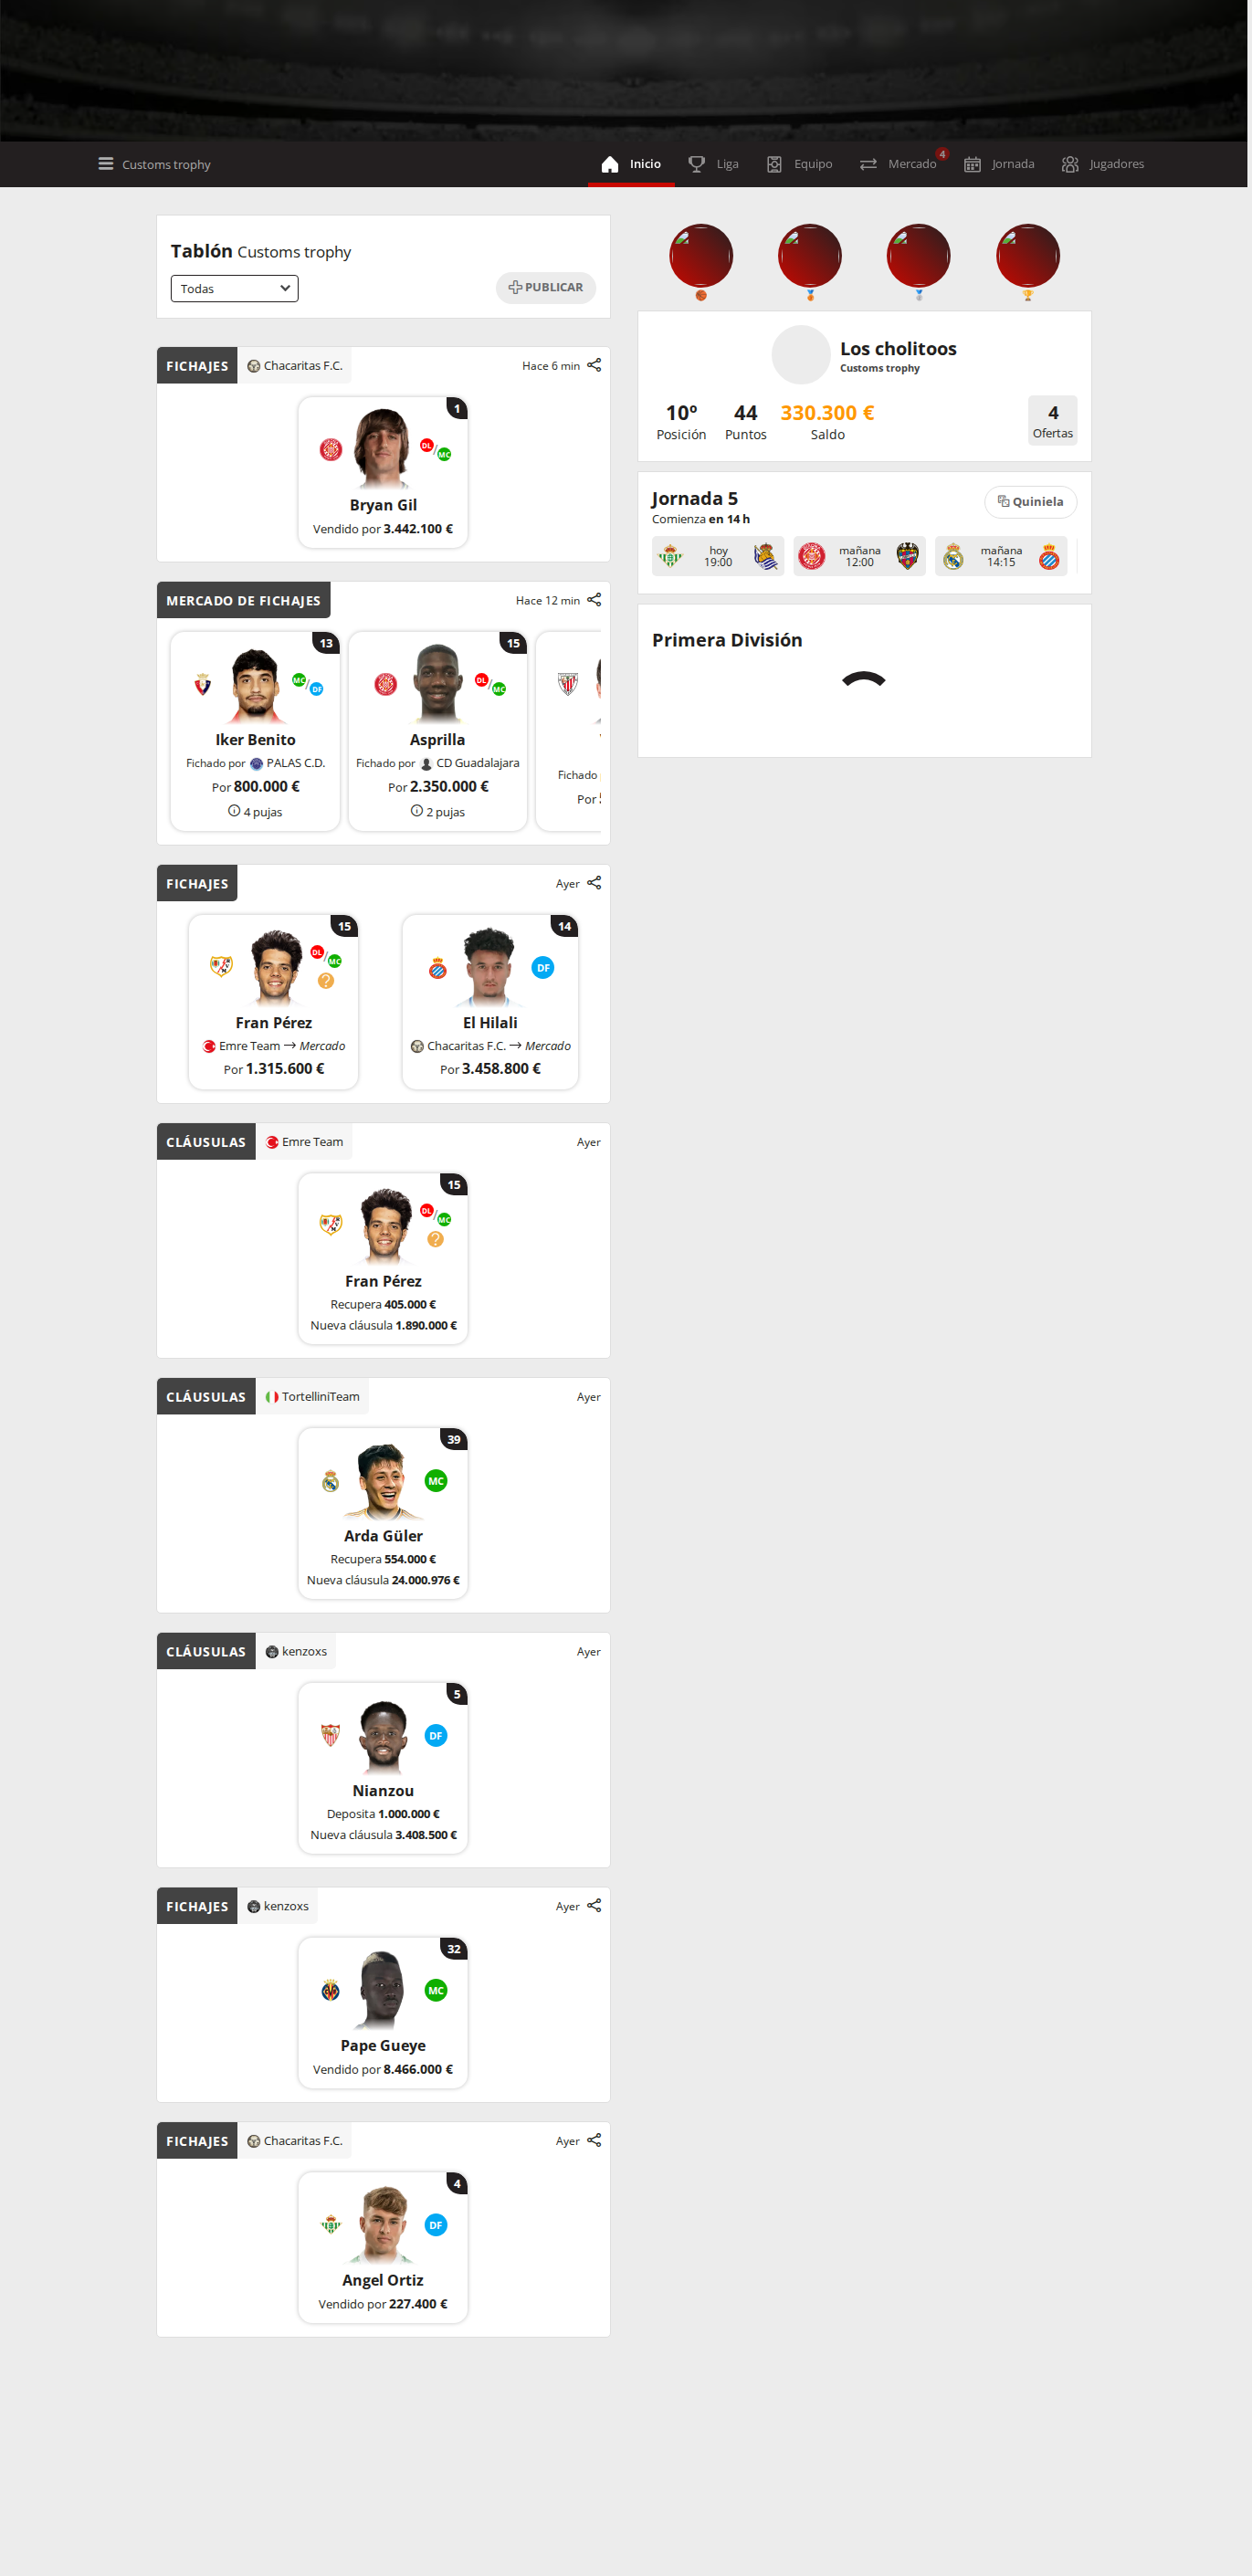 Customs trophy
Inicio
Liga
Equipo
Mercado
4
Jornada
Jugadores
Tablón Customs trophy
Todas
PUBLICAR
FICHAJES
Chacaritas F.C.
Hace 6 min
1
DL/MC
Bryan Gil
Vendido por 3.442.100 €
MERCADO DE FICHAJES
Hace 12 min
13
MC/DF
Iker Benito
Fichado por PALAS C.D.
Por 800.000 €
4 pujas
15
DL/MC
Asprilla
Fichado por CD Guadalajara
Por 2.350.000 €
2 pujas
Fichado
Por
FICHAJES
Ayer
15
DL/MC
?
Fran Pérez
Emre Team → Mercado
Por 1.315.600 €
14
DF
El Hilali
Chacaritas F.C. → Mercado
Por 3.458.800 €
CLÁUSULAS
Emre Team
Ayer
15
DL/MC
?
Fran Pérez
Recupera 405.000 €
Nueva cláusula 1.890.000 €
CLÁUSULAS
TortelliniTeam
Ayer
39
MC
Arda Güler
Recupera 554.000 €
Nueva cláusula 24.000.976 €
CLÁUSULAS
kenzoxs
Ayer
5
DF
Nianzou
Deposita 1.000.000 €
Nueva cláusula 3.408.500 €
FICHAJES
kenzoxs
Ayer
32
MC
Pape Gueye
Vendido por 8.466.000 €
FICHAJES
Chacaritas F.C.
Ayer
4
DF
Angel Ortiz
Vendido por 227.400 €
Los cholitoos
Customs trophy
10º
Posición
44
Puntos
330.300 €
Saldo
4
Ofertas
Jornada 5
Comienza en 14 h
Quiniela
hoy
19:00
mañana
12:00
mañana
14:15
Primera División